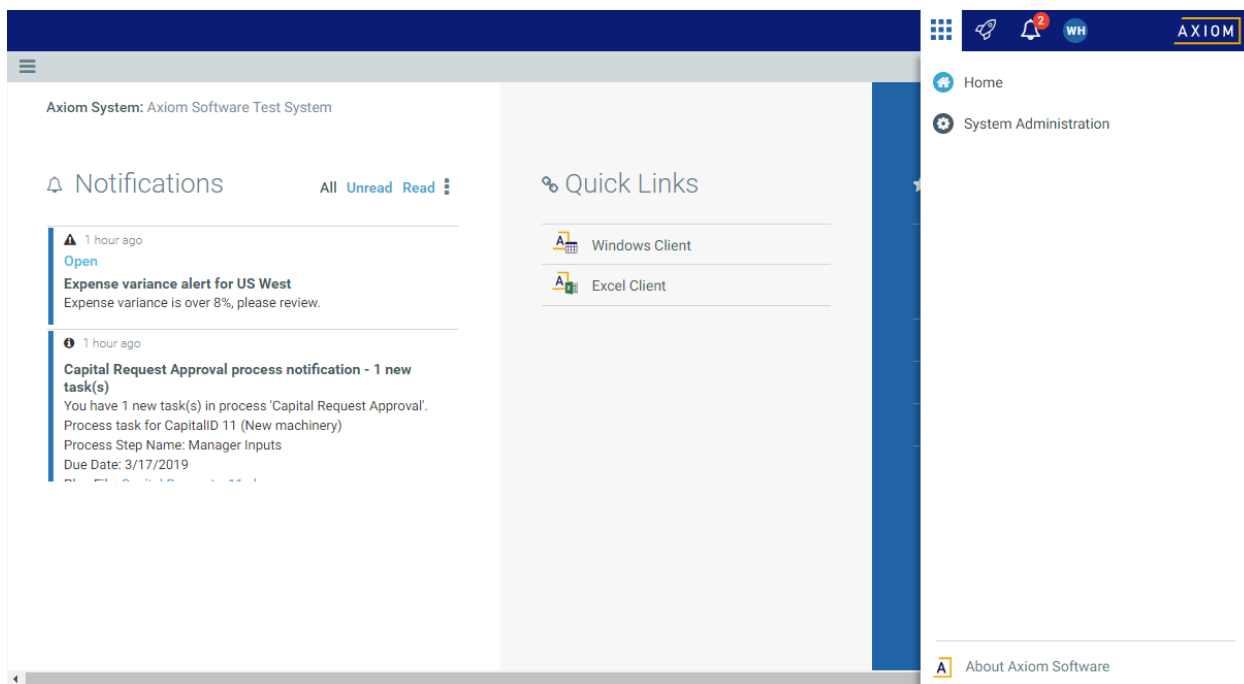 2
WH
AXIOM
Home
System Administration
Axiom System: Axiom Software Test System
Notifications
All Unread Read
1 hour ago
Open
Expense variance alert for US West
Expense variance is over 8%, please review.
1 hour ago
Capital Request Approval process notification - 1 new
task(s)
You have 1 new task(s) in process 'Capital Request Approval'.
Process task for CapitalID 11 (New machinery)
Process Step Name: Manager Inputs
Due Date: 3/17/2019
Quick Links
A
Windows Client
A
Excel Client
A
About Axiom Software